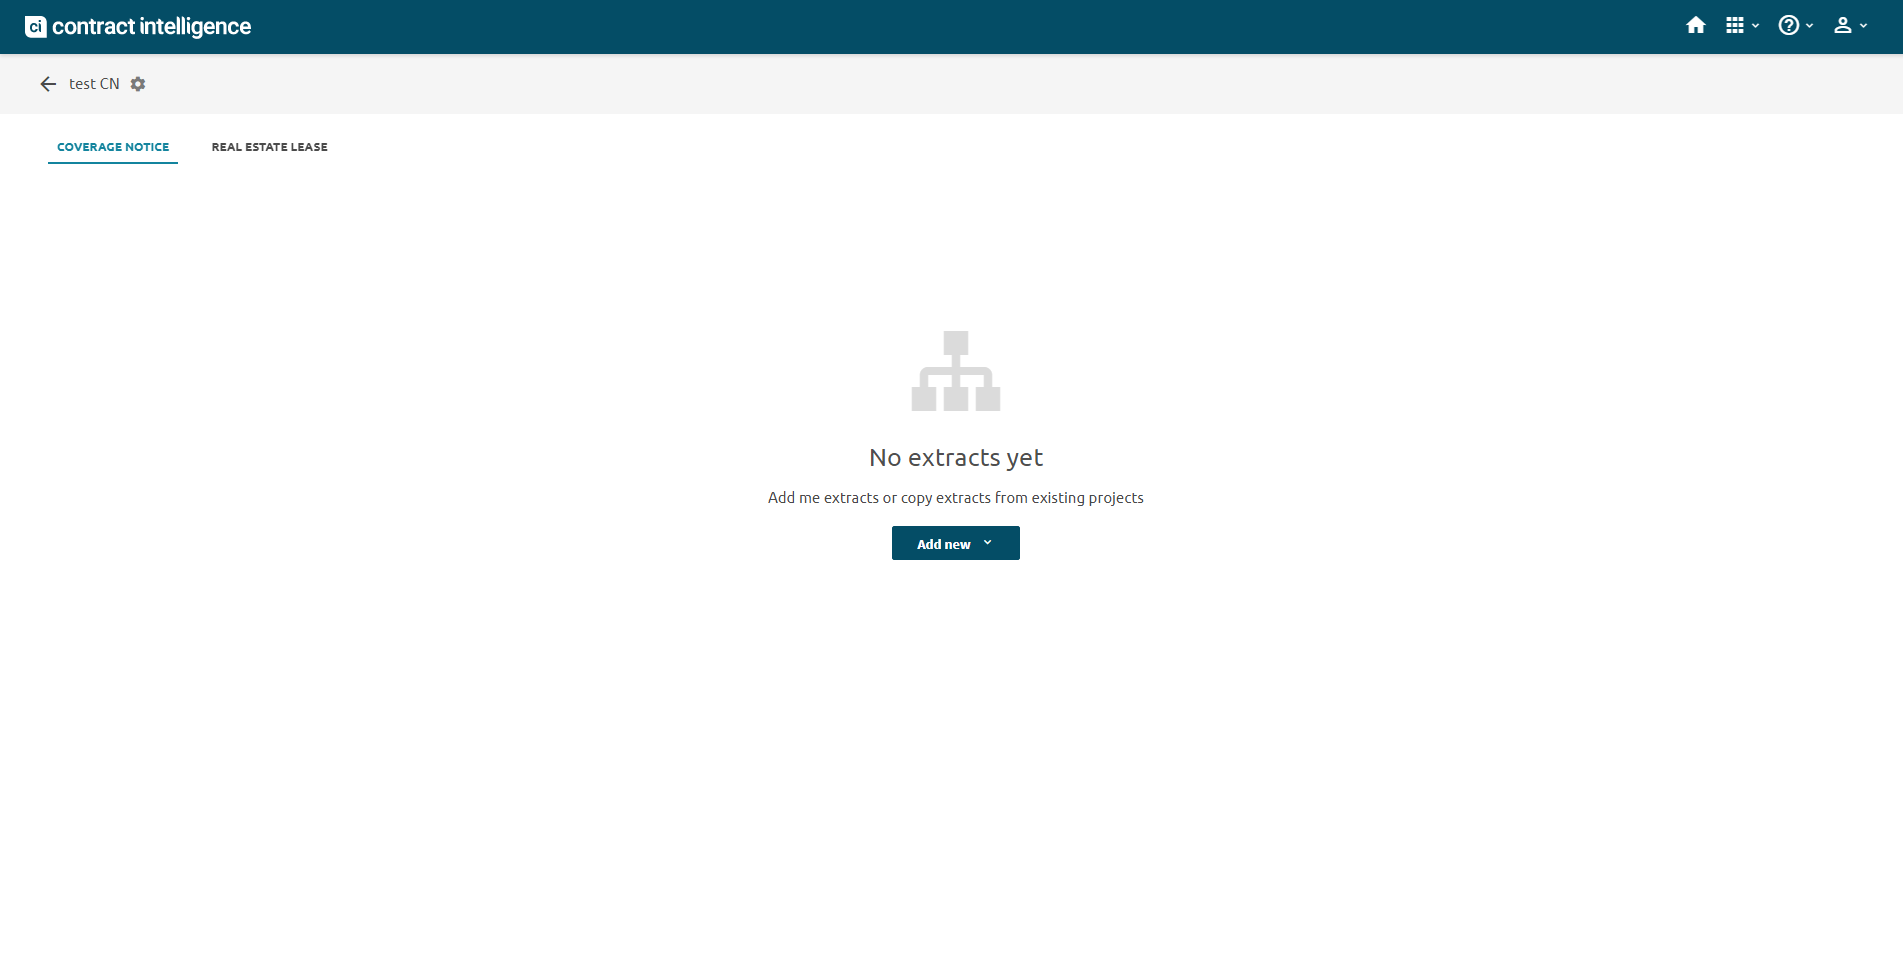 ci contract intelligence
test CN
COVERAGE NOTICE REAL ESTATE LEASE
No extracts yet
Add me extracts or copy extracts from existing projects
Add new